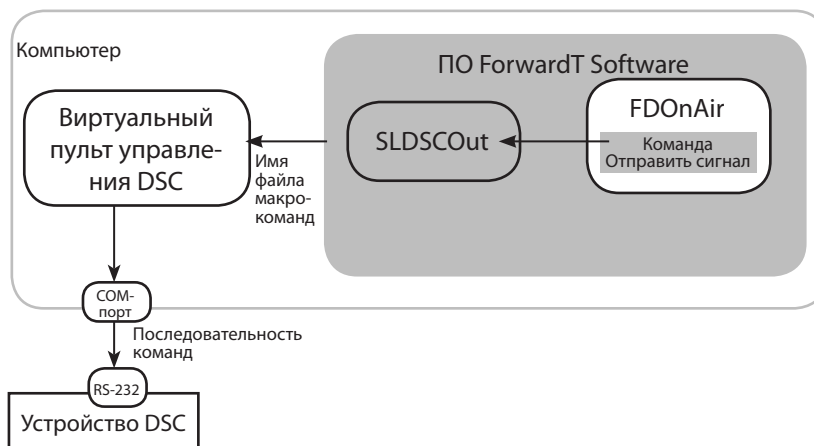 Компьютер
ПО ForwardT Software
Виртуальный
пульт управле-
ния DSC
Имя
файла
макро-
команд
SLDSCOut
FDOnAir
Команда
Отправить сигнал
COM-
порт
Последовательность
команд
RS-232
Устройство DSC